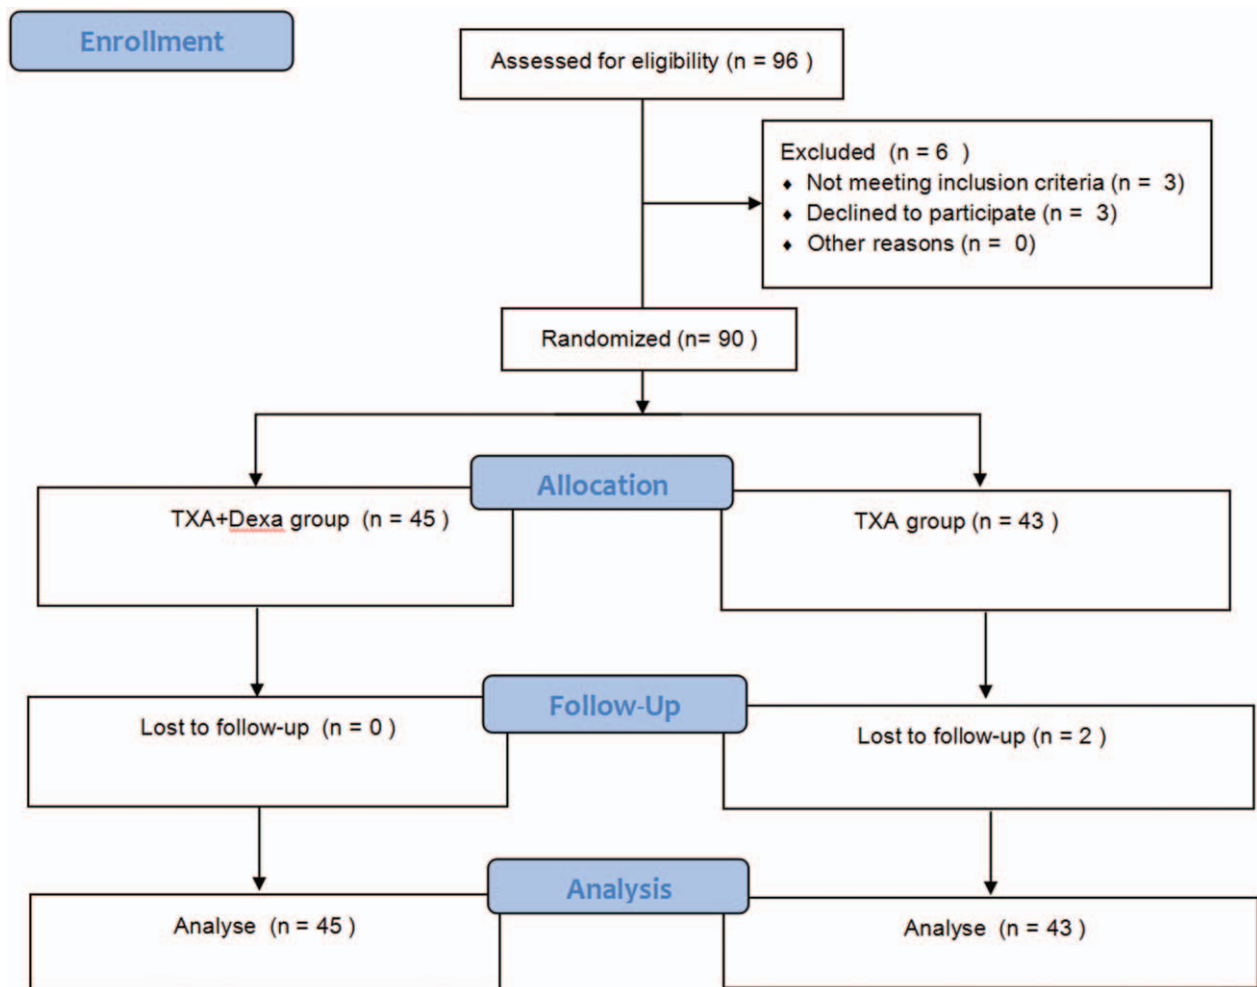 Enrollment
Assessed for eligibility (n = 96 )
Excluded (n = 6 )
♦ Not meeting inclusion criteria (n = 3)
♦ Declined to participate (n = 3)
♦ Other reasons (n = 0)
Randomized (n= 90 )
Allocation
TXA+Dexa group (n = 45 )
TXA group (n = 43 )
Follow-Up
Lost to follow-up (n = 0 )
Lost to follow-up (n = 2 )
Analysis
Analyse (n = 45 )
Analyse (n = 43 )